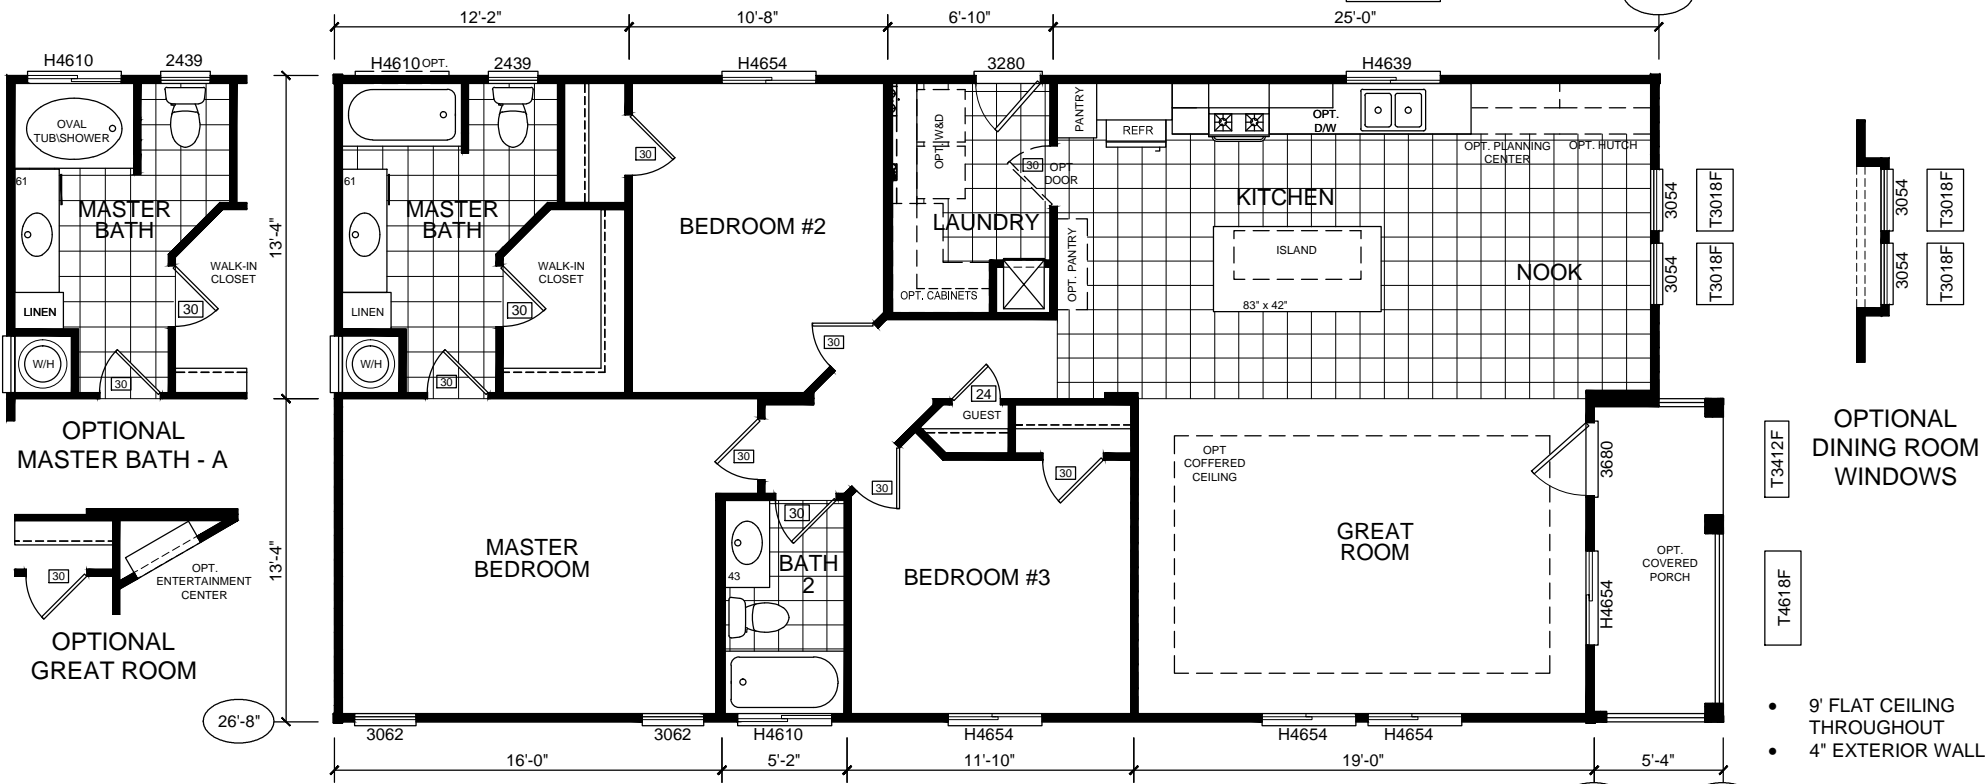 12'-2"
10'-8"
6'-10"
25'-0"
H4610
2439
H4610 OPT.
2439
H4654
3280
H4639
OVAL
TUB\SHOWER
61
MASTER
BATH
WALK-IN
CLOSET
30
LINEN
W/H
30
OPTIONAL
MASTER BATH - A
13'-4"
61
MASTER
BATH
WALK-IN
CLOSET
30
LINEN
W/H
30
30
BEDROOM #2
30
OPT. W&D
LAUNDRY
OPT. CABINETS
30
OPT
DOOR
PANTRY
REFR
OPT.
D/W
OPT. PLANNING
CENTER
OPT. HUTCH
KITCHEN
ISLAND
83" x 42"
OPT. PANTRY
NOOK
3054
T3018F
3054
T3018F
3054
T3018F
3054
T3018F
OPTIONAL
DINING ROOM
WINDOWS
24
GUEST
30
30
30
OPT
COFFERED
CEILING
3680
T3412F
30
OPT.
ENTERTAINMENT
CENTER
OPTIONAL
GREAT ROOM
13'-4"
MASTER
BEDROOM
30
BATH
2
43
BEDROOM #3
GREAT
ROOM
H4654
OPT.
COVERED
PORCH
T4618F
26'-8"
3062
3062
H4610
H4654
H4654
H4654
16'-0"
5'-2"
11'-10"
19'-0"
5'-4"
• 9' FLAT CEILING
THROUGHOUT
• 4" EXTERIOR WALL